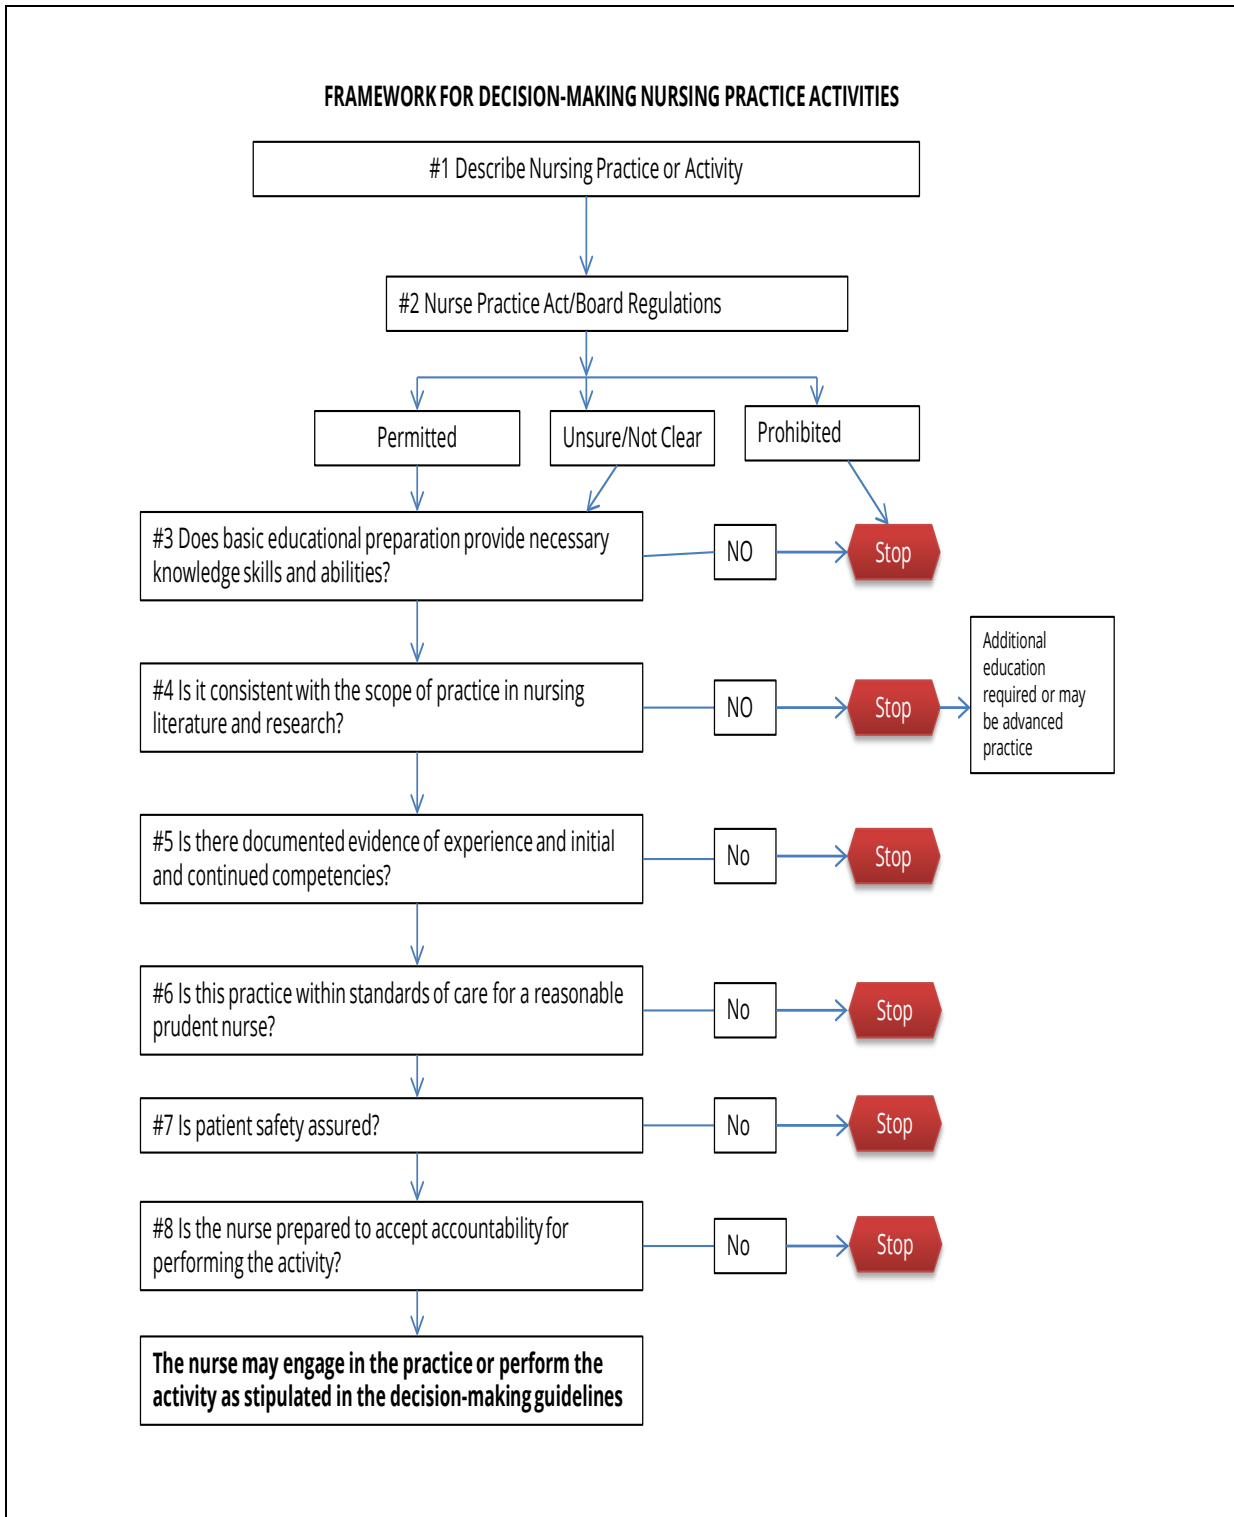 FRAMEWORK FOR DECISION-MAKING NURSING PRACTICE ACTIVITIES
#1 Describe Nursing Practice or Activity
#2 Nurse Practice Act/Board Regulations
Permitted
Unsure/Not Clear
Prohibited
#3 Does basic educational preparation provide necessary
knowledge skills and abilities?
NO
Stop
#4 Is it consistent with the scope of practice in nursing
literature and research?
NO
Stop
Additional
education
required or may
be advanced
practice
#5 Is there documented evidence of experience and initial
and continued competencies?
No
Stop
#6 Is this practice within standards of care for a reasonable
prudent nurse?
No
Stop
#7 Is patient safety assured?
No
Stop
#8 Is the nurse prepared to accept accountability for
performing the activity?
No
Stop
The nurse may engage in the practice or perform the
activity as stipulated in the decision-making guidelines